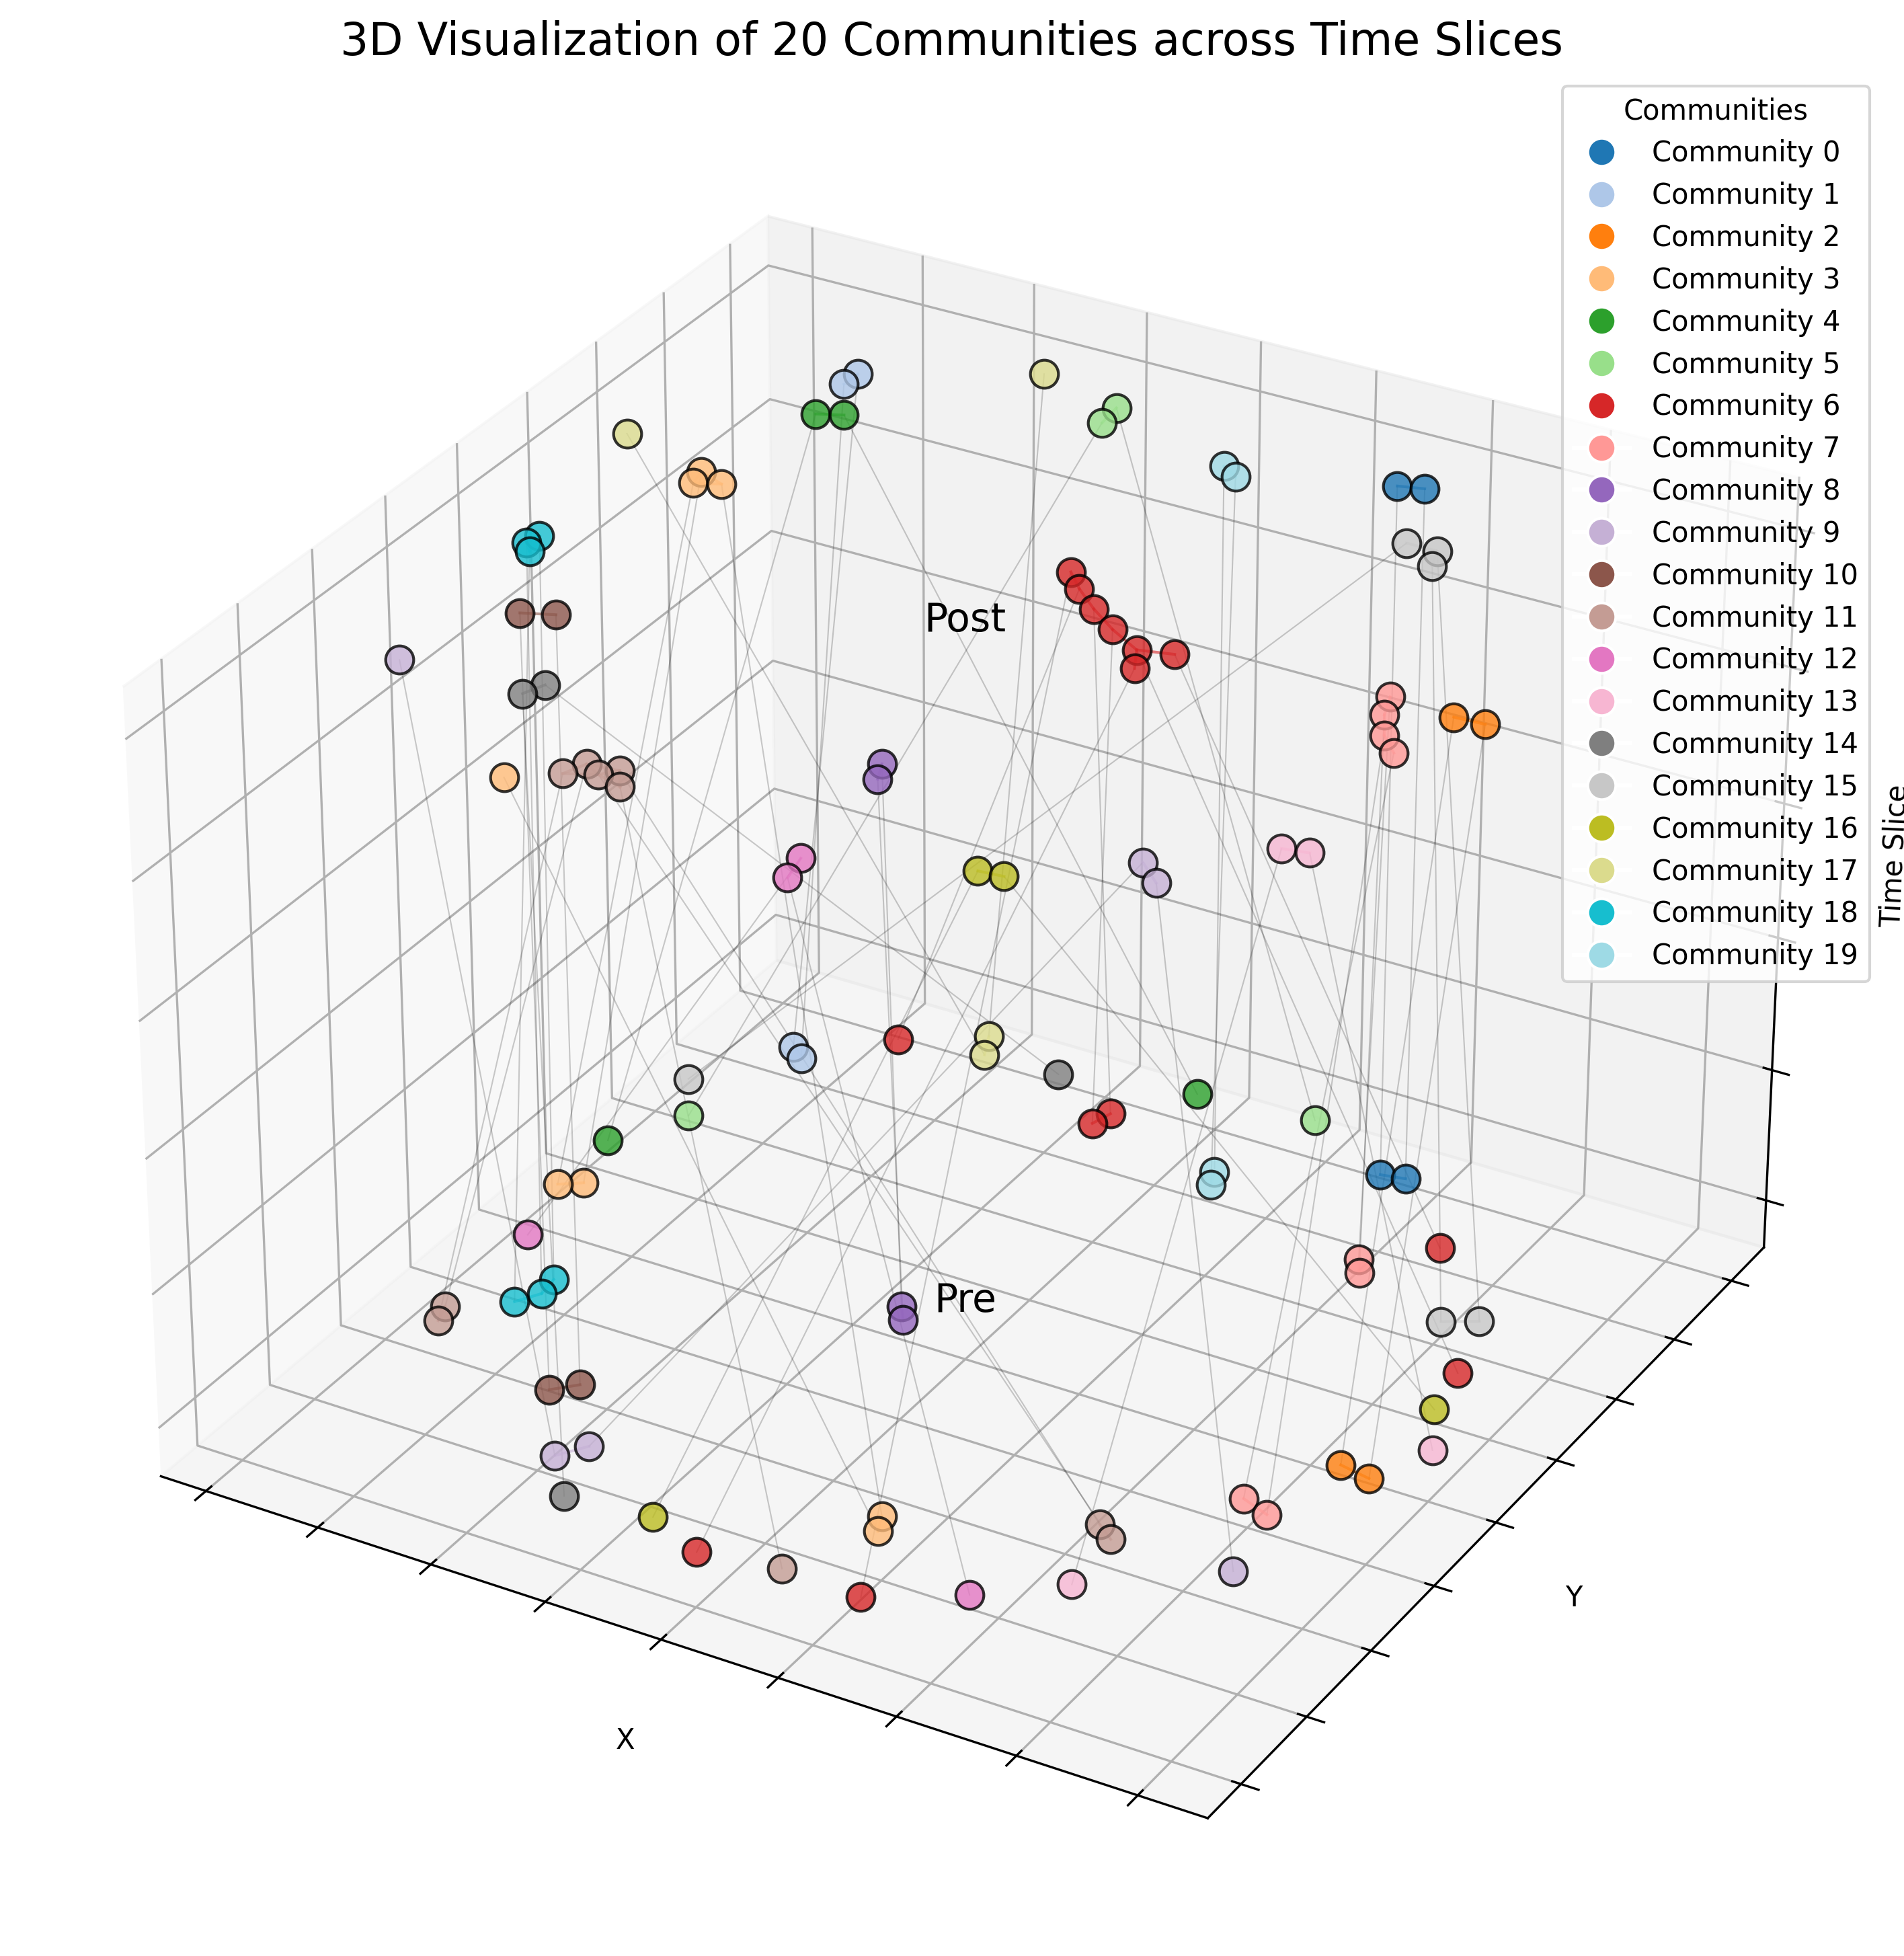 3D Visualization of 20 Communities across Time Slices
Communities
Community 0
Community 1
Community 2
Community 3
Community 4
Community 5
Community 6
Community 7
Community 8
Community 9
Community 10
Community 11
Community 12
Community 13
Community 14
Community 15
Community 16
Community 17
Community 18
Community 19
Post
Time Slice
Pre
Y
X